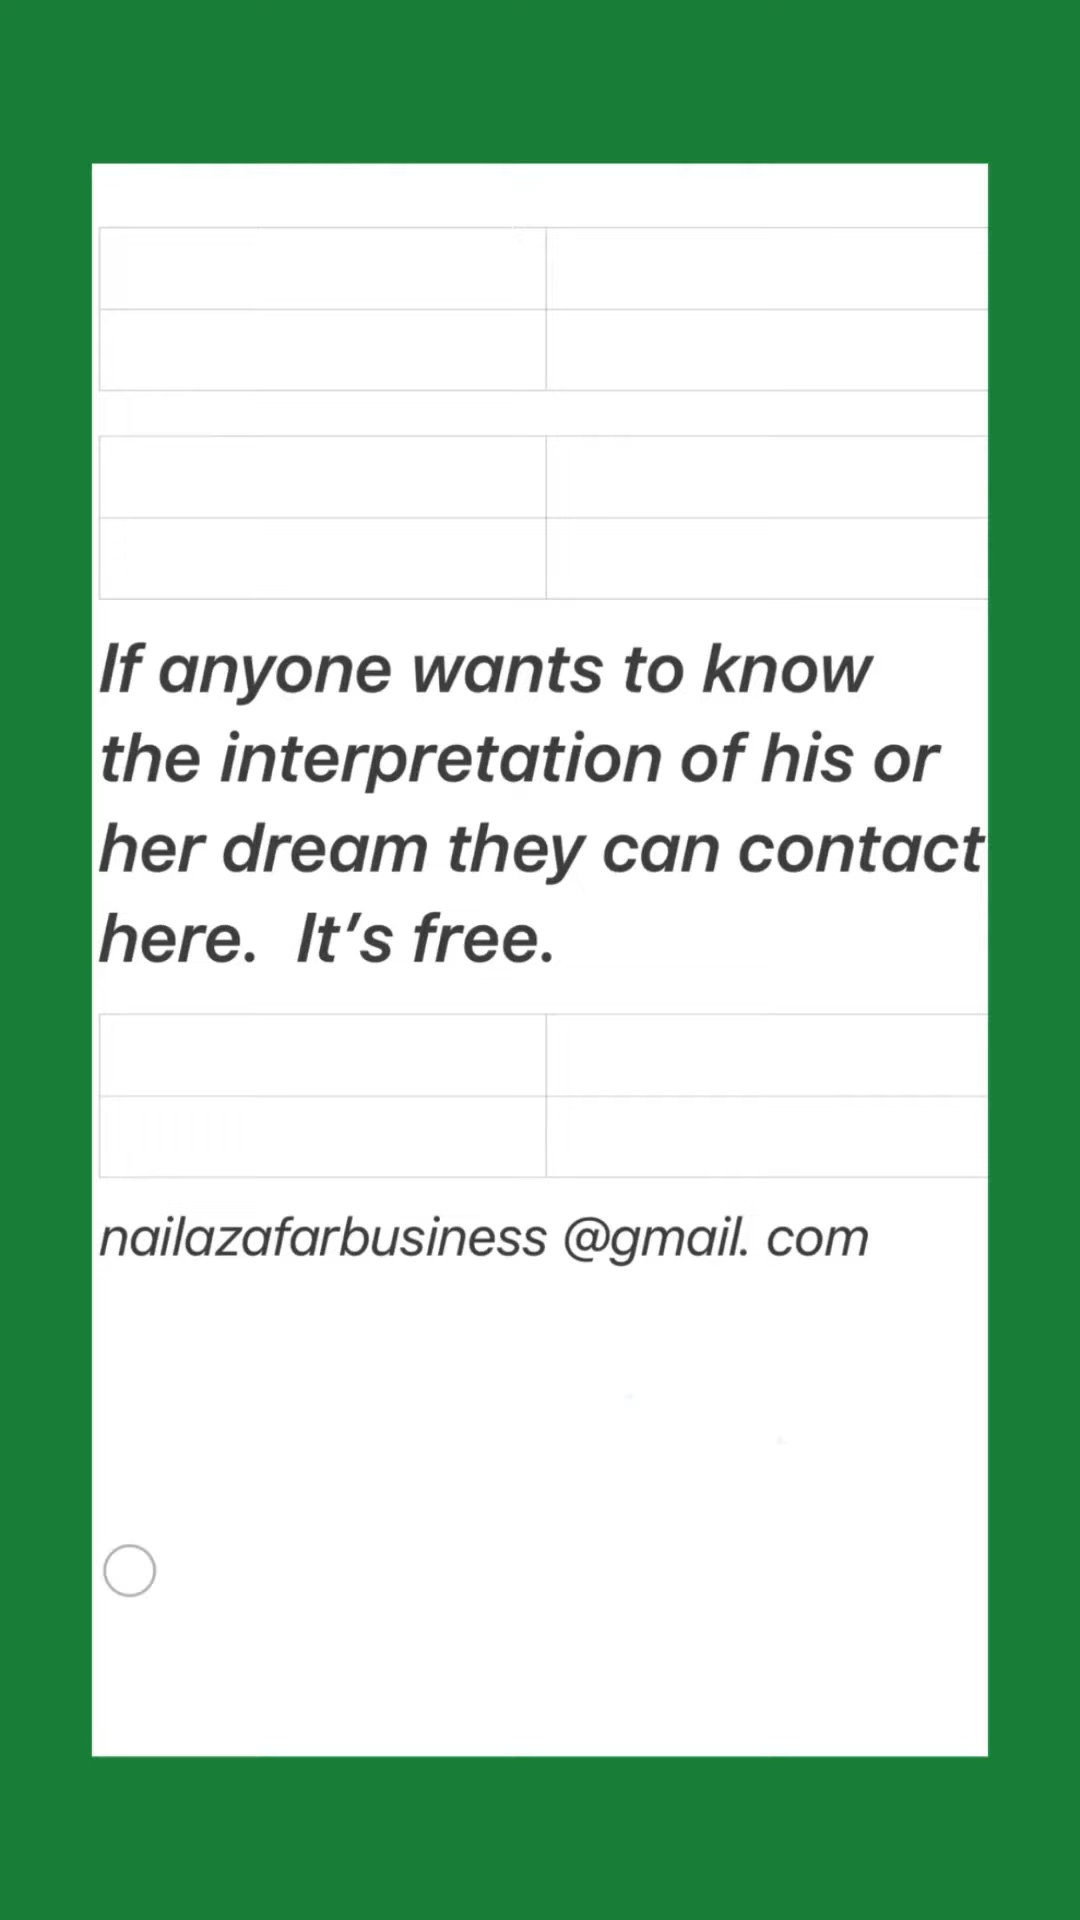 If anyone wants to know
the interpretation of his or
her dream they can contact
here.  It’s free.
nailazafarbusiness @gmail. com